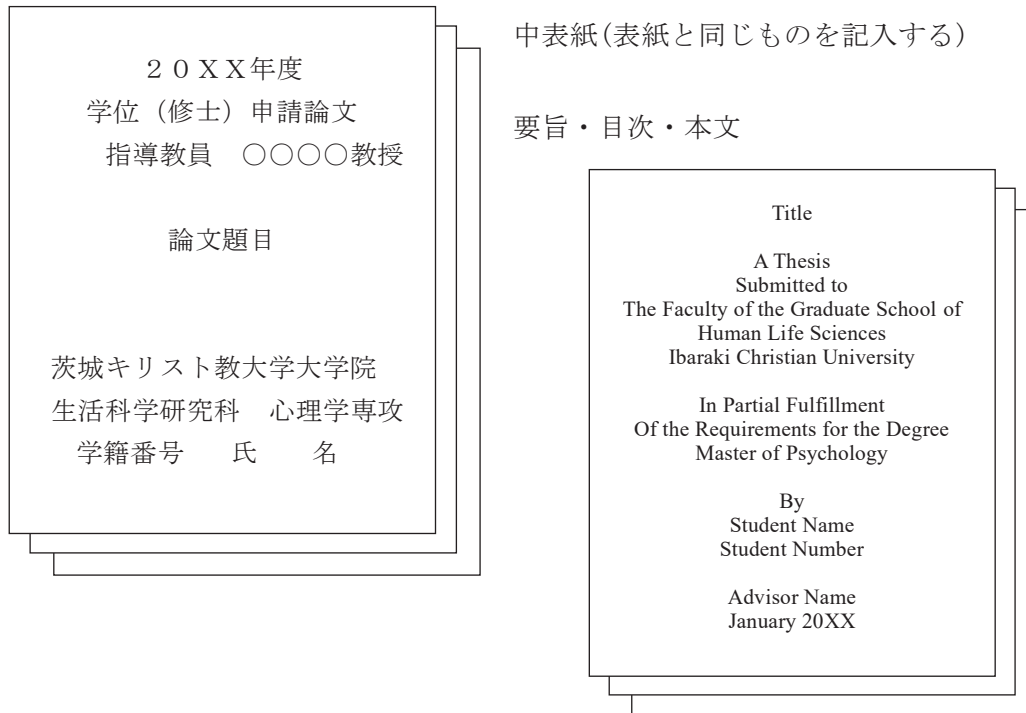 ２０ＸＸ年度
学位（修士）申請論文
指導教員　○○○○教授
論文題目
茨城キリスト教大学大学院
生活科学研究科　心理学専攻
学籍番号　氏　名
中表紙(表紙と同じものを記入する)
要旨・目次・本文
Title
A Thesis
Submitted to
The Faculty of the Graduate School of
Human Life Sciences
Ibaraki Christian University
In Partial Fulfillment
Of the Requirements for the Degree
Master of Psychology
By
Student Name
Student Number
Advisor Name
January 20XX